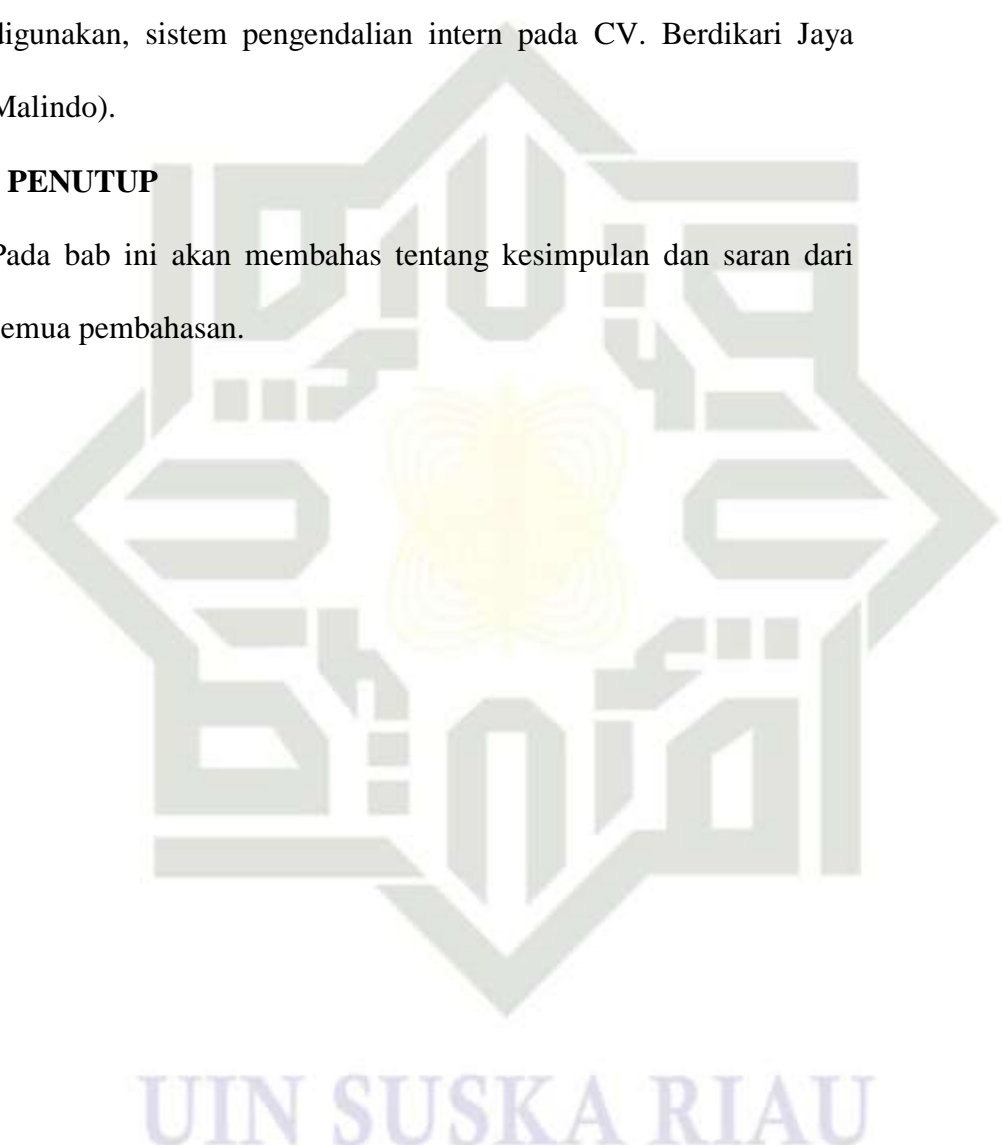 digunakan, sistem pengendalian intern pada CV. Berdikari Jaya
Malindo).
PENUTUP
Pada bab ini akan membahas tentang kesimpulan dan saran dari
semua pembahasan.
UIN SUSKA RIAU